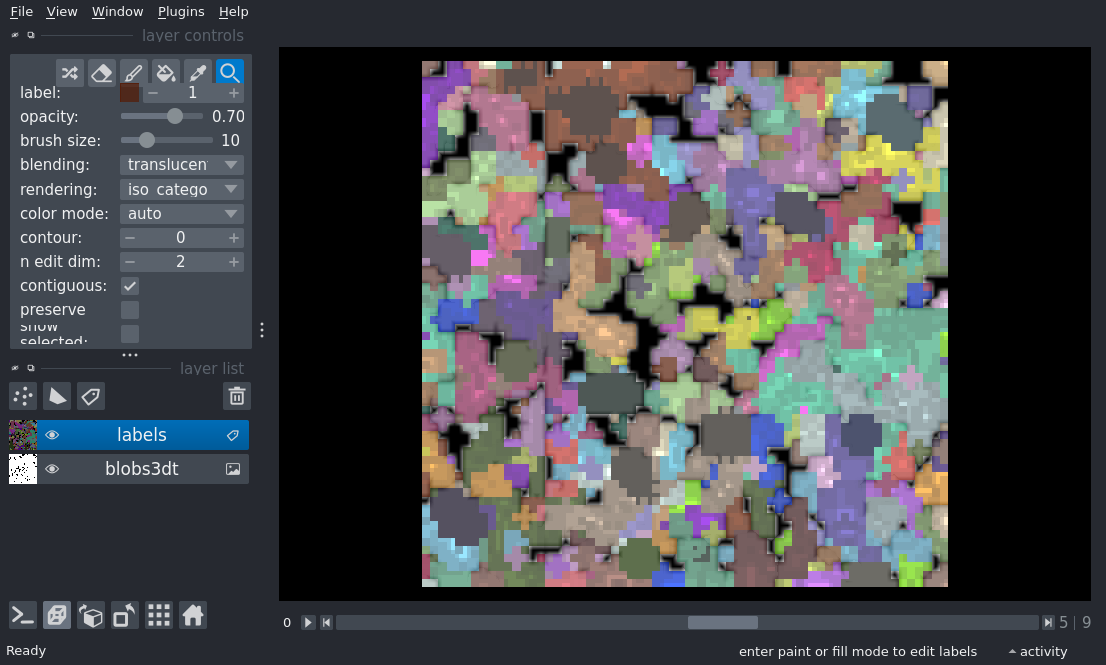 File View Window Plugins Help
layer controls
label: 1
opacity: 0.70
brush size: 10
blending: translucen
rendering: iso_catego
color mode: auto
contour: 0
n edit dim: 2
contiguous:
preserve
show
selected:
layer list
labels
blobs3dt
0 5 | 9
Ready enter paint or fill mode to edit labels activity